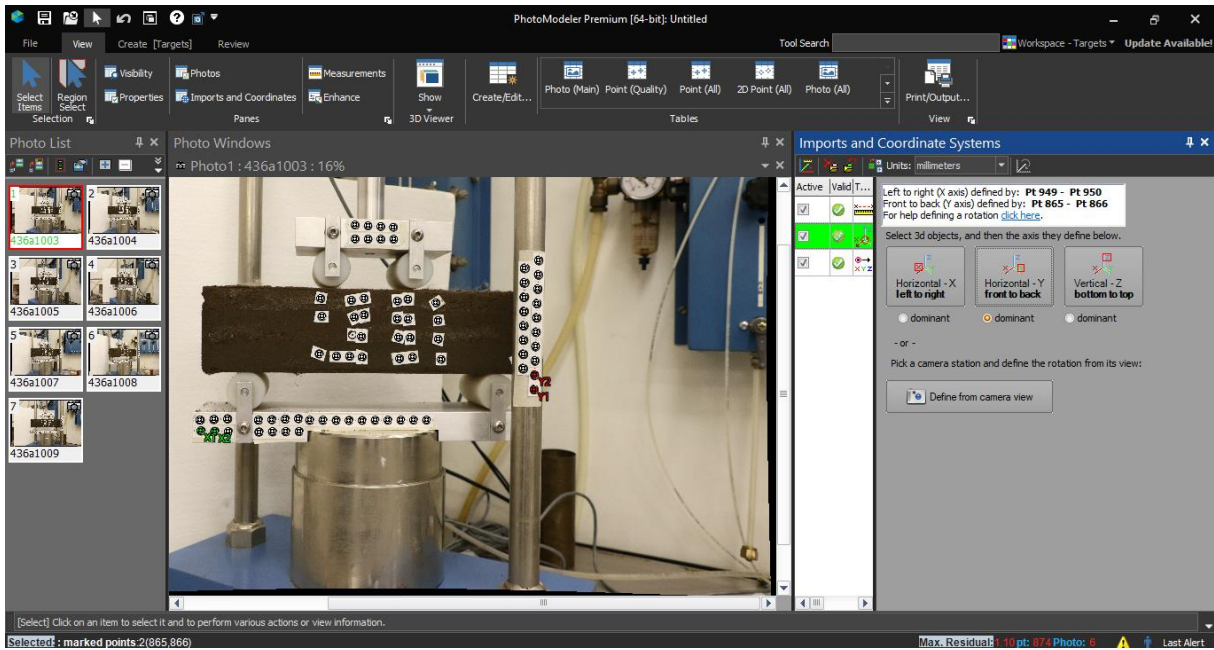 PhotoModeler Premium [64-bit]: Untitled
File View Create [Targets] Review Tool Search Workspace - Targets Update Available!
Select Items
Region Select
Visibility
Properties
Selection
Photos
Imports and Coordinates
Measurements
Enhance
Panes
Show
3D Viewer
Create/Edit...
Photo (Main) Point (Quality) Point (All) 2D Point (All) Photo (All)
Tables
Print/Output...
View
Photo List
1
436a1003
2
436a1004
3
436a1005
4
436a1006
5
436a1007
6
436a1008
7
436a1009
Photo Windows
Photo1 : 436a1003 : 16%
Y2
Y1
X1 X2
Imports and Coordinate Systems
Units: milimeters
Active Valid T...
X Y Z
Left to right (X axis) defined by: Pt 949 - Pt 950
Front to back (Y axis) defined by: Pt 865 - Pt 866
For help defining a rotation click here.
Select 3d objects, and then the axis they define below.
Horizontal - X
left to right
Horizontal - Y
front to back
Vertical - Z
bottom to top
dominant dominant dominant
- or -
Pick a camera station and define the rotation from its view:
Define from camera view
[Select] Click on an item to select it and to perform various actions or view information.
Selected: : marked points:2(865,866)
Max. Residual: 1.10 pt: 874 Photo: 6 Last Alert